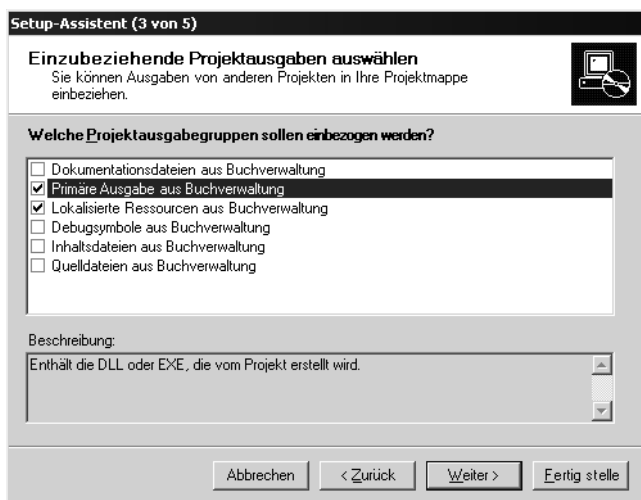 Setup-Assistent (3 von 5)
Einzubeziehende Projektausgaben auswählen
Sie können Ausgaben von anderen Projekten in Ihre Projektmappe
einbeziehen.
Welche Projektausgabegruppen sollen einbezogen werden?
Dokumentationsdateien aus Buchverwaltung
Primäre Ausgabe aus Buchverwaltung
Lokalisierte Ressourcen aus Buchverwaltung
Debugsymbole aus Buchverwaltung
Inhaltsdateien aus Buchverwaltung
Quelldateien aus Buchverwaltung
Beschreibung:
Enthält die DLL oder EXE, die vom Projekt erstellt wird.
Abbrechen < Zurück Weiter > Fertig stelle